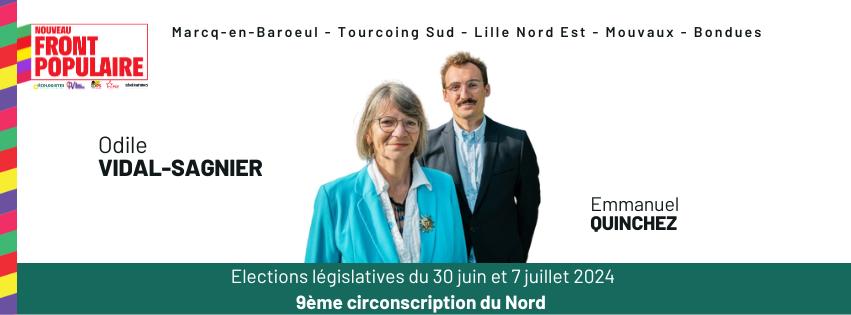 NOUVEAU
FRONT
POPULAIRE
Marcq-en-Baroeul - Tourcoing Sud - Lille Nord Est - Mouvaux - Bondues
Odile
VIDAL-SAGNIER
Emmanuel
QUINCHEZ
Elections législatives du 30 juin et 7 juillet 2024
9ème circonscription du Nord